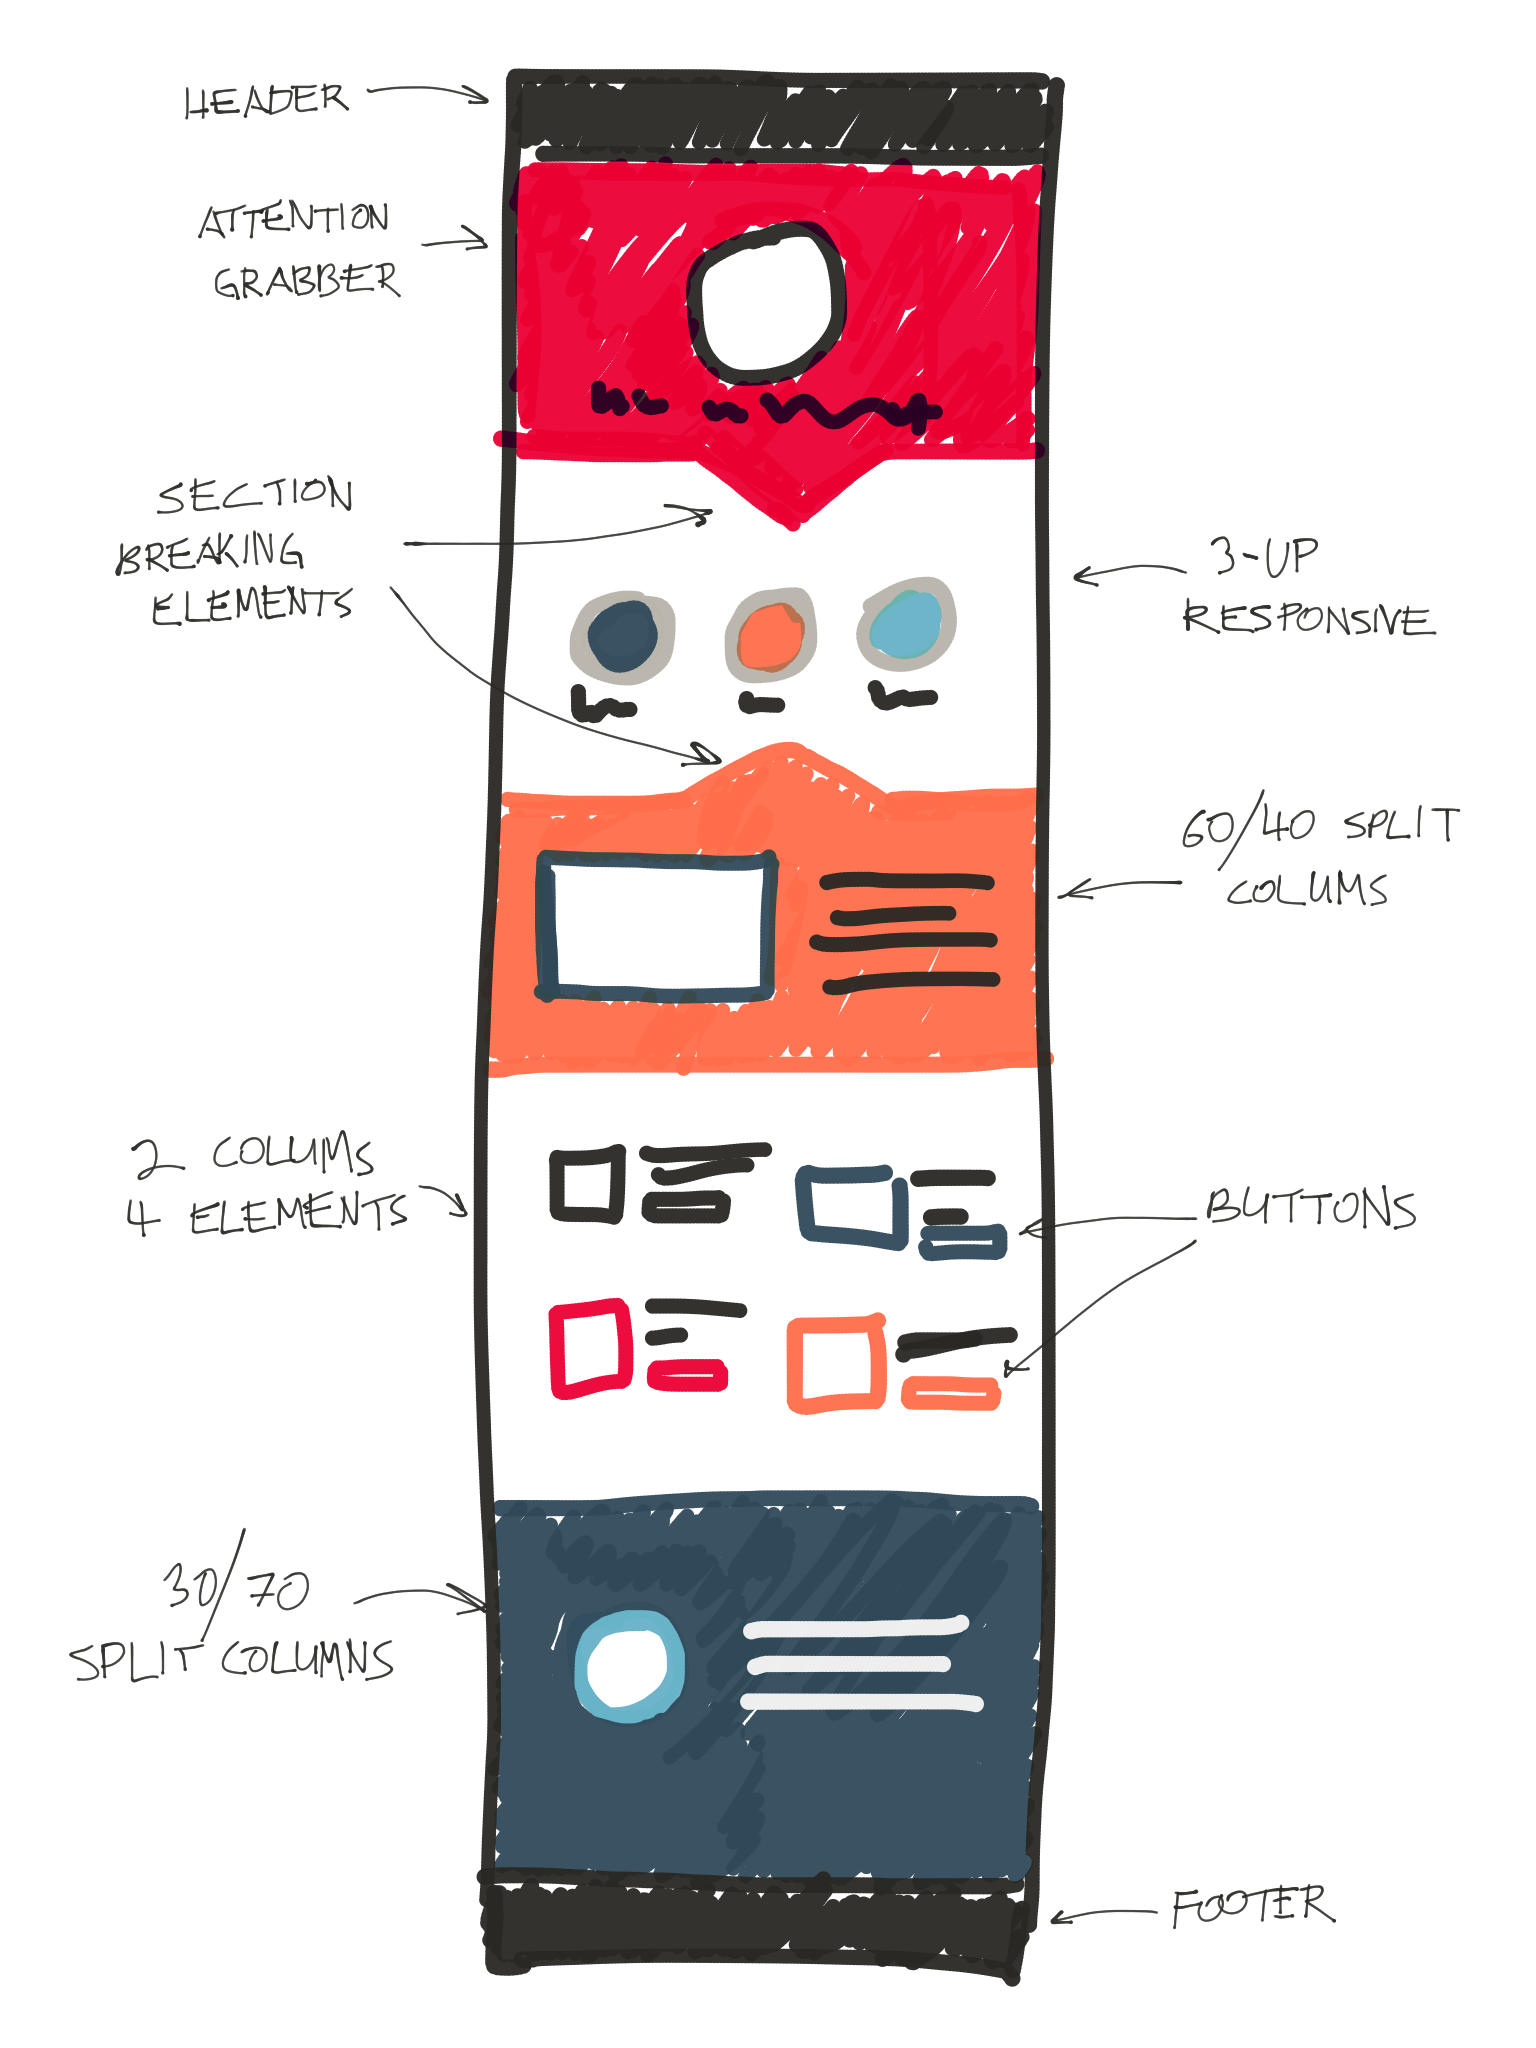 HEADER
ATTENTION
GRABBER
SECTION
BREAKING
ELEMENTS
3-UP
RESPONSIVE
60/40 SPLIT
COLUMS
2 COLUMS
4 ELEMENTS
BUTTONS
30/70
SPLIT COLUMNS
FOOTER